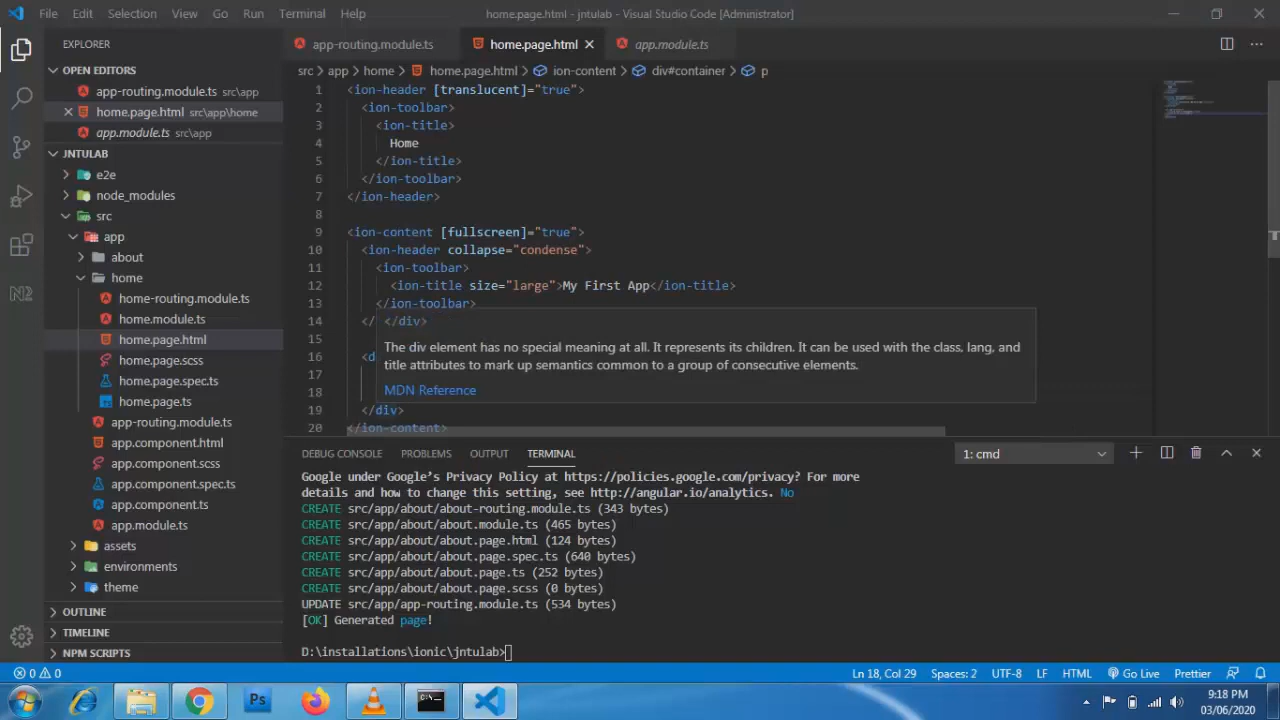 File Edit Selection View Go Run Terminal Help
home.page.html - jntulab - Visual Studio Code [Administrator]
EXPLORER
OPEN EDITORS
app-routing.module.ts src\app
home.page.html src\app\home
app.module.ts src\app
JNTULAB
e2e
node_modules
src
app
about
home
home-routing.module.ts
home.module.ts
home.page.html
home.page.scss
home.page.spec.ts
home.page.ts
app-routing.module.ts
app.component.html
app.component.scss
app.component.spec.ts
app.component.ts
app.module.ts
assets
environments
theme
OUTLINE
TIMELINE
NPM SCRIPTS
app-routing.module.ts home.page.html app.module.ts
src > app > home > home.page.html > ion-content > div#container > p
1 <ion-header [translucent]="true">
2 <ion-toolbar>
3 <ion-title>
4 Home
5 </ion-title>
6 </ion-toolbar>
7 </ion-header>
8
9 <ion-content [fullscreen]="true">
10 <ion-header collapse="condense">
11 <ion-toolbar>
12 <ion-title size="large">My First App</ion-title>
13 </ion-toolbar>
14 </
15
16 <d
17
18
19 </div>
20 </ion-content>
</div>
The div element has no special meaning at all. It represents its children. It can be used with the class, lang, and
title attributes to mark up semantics common to a group of consecutive elements.
MDN Reference
DEBUG CONSOLE PROBLEMS OUTPUT TERMINAL 1: cmd
Google under Google’s Privacy Policy at https://policies.google.com/privacy? For more
details and how to change this setting, see http://angular.io/analytics. No
CREATE src/app/about/about-routing.module.ts (343 bytes)
CREATE src/app/about/about.module.ts (465 bytes)
CREATE src/app/about/about.page.html (124 bytes)
CREATE src/app/about/about.page.spec.ts (640 bytes)
CREATE src/app/about/about.page.ts (252 bytes)
CREATE src/app/about/about.page.scss (0 bytes)
UPDATE src/app/app-routing.module.ts (534 bytes)
[OK] Generated page!
D:\installations\ionic\jntulab>
0 0 Ln 18, Col 29 Spaces: 2 UTF-8 LF HTML Go Live Prettier
Ps
9:18 PM
03/06/2020